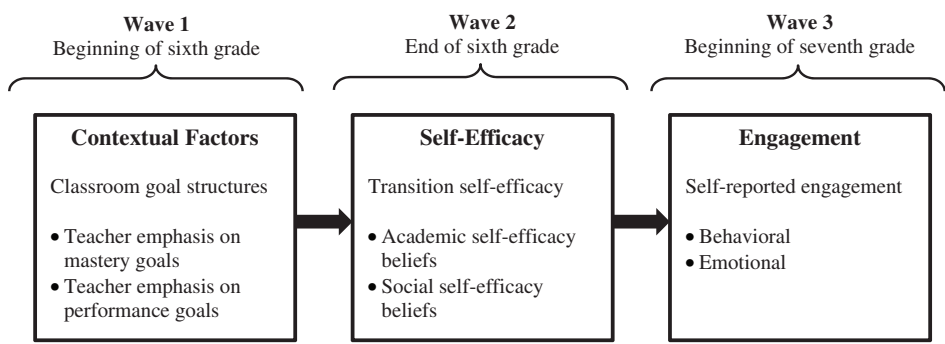 Wave 1
Beginning of sixth grade
Wave 2
End of sixth grade
Wave 3
Beginning of seventh grade
Contextual Factors
Classroom goal structures
• Teacher emphasis on
mastery goals
• Teacher emphasis on
performance goals
Self-Efficacy
Transition self-efficacy
• Academic self-efficacy
beliefs
• Social self-efficacy
beliefs
Engagement
Self-reported engagement
• Behavioral
• Emotional